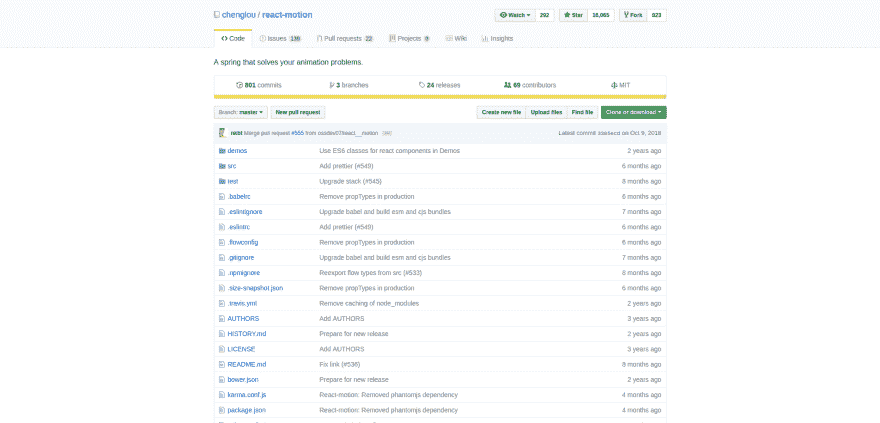 chenglou / react-motion
Watch 292 Star 16,065 Fork 823
Code Issues 136 Pull requests 22 Projects 0 Wiki Insights
A spring that solves your animation problems.
801 commits 3 branches 24 releases 69 contributors MIT
Branch: master New pull request Create new file Upload files Find file Clone or download
Merge pull request #555 from Latest commit on Oct 9, 2018
demos Use ES6 classes for react components in Demos 2 years ago
src Add prettier (#549) 6 months ago
test Upgrade stack (#545) 8 months ago
.babelrc Remove propTypes in production 6 months ago
.eslintignore Upgrade babel and build esm and cjs bundles 7 months ago
.eslintrc Add prettier (#549) 6 months ago
.flowconfig Remove propTypes in production 6 months ago
.gitignore Upgrade babel and build esm and cjs bundles 7 months ago
.npmignore Reexport flow types from src (#533) 8 months ago
.size-snapshot.json Remove propTypes in production 6 months ago
.travis.yml Remove caching of node_modules 2 years ago
AUTHORS Add AUTHORS 3 years ago
HISTORY.md Prepare for new release 2 years ago
LICENSE Add AUTHORS 3 years ago
README.md Fix link (#536) 8 months ago
bower.json Prepare for new release 2 years ago
karma.conf.js React-motion: Removed phantomjs dependency 4 months ago
package.json React-motion: Removed phantomjs dependency 4 months ago